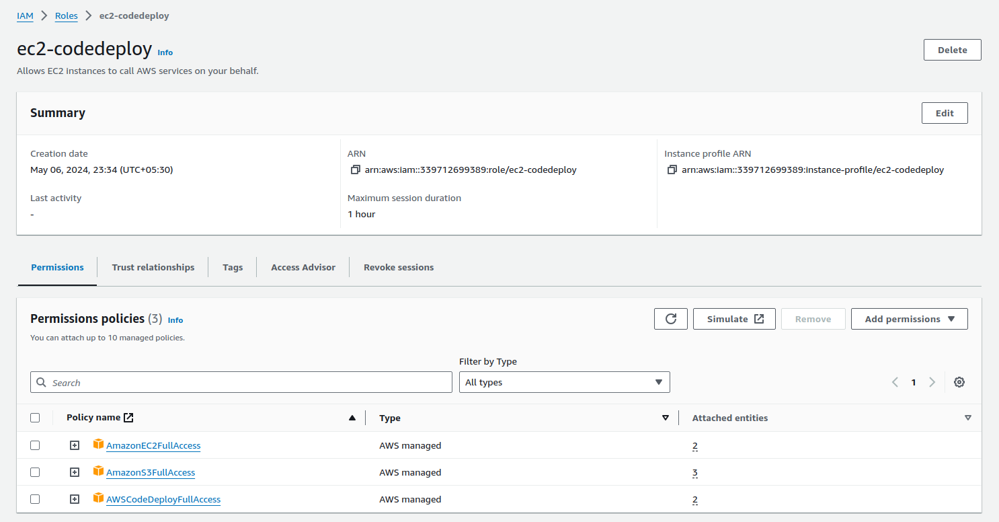 IAM > Roles > ec2-codedeploy
ec2-codedeploy Info
Delete
Allows EC2 instances to call AWS services on your behalf.
Summary
Edit
Creation date
May 06, 2024, 23:34 (UTC+05:30)
ARN
arn:aws:iam::339712699389:role/ec2-codedeploy
Instance profile ARN
arn:aws:iam::339712699389:instance-profile/ec2-codedeploy
Last activity
-
Maximum session duration
1 hour
Permissions Trust relationships Tags Access Advisor Revoke sessions
Permissions policies (3) Info
Simulate Remove Add permissions
You can attach up to 10 managed policies.
Filter by Type
Search All types 1
Policy name Type Attached entities
AmazonEC2FullAccess AWS managed 2
AmazonS3FullAccess AWS managed 3
AWSCodeDeployFullAccess AWS managed 2